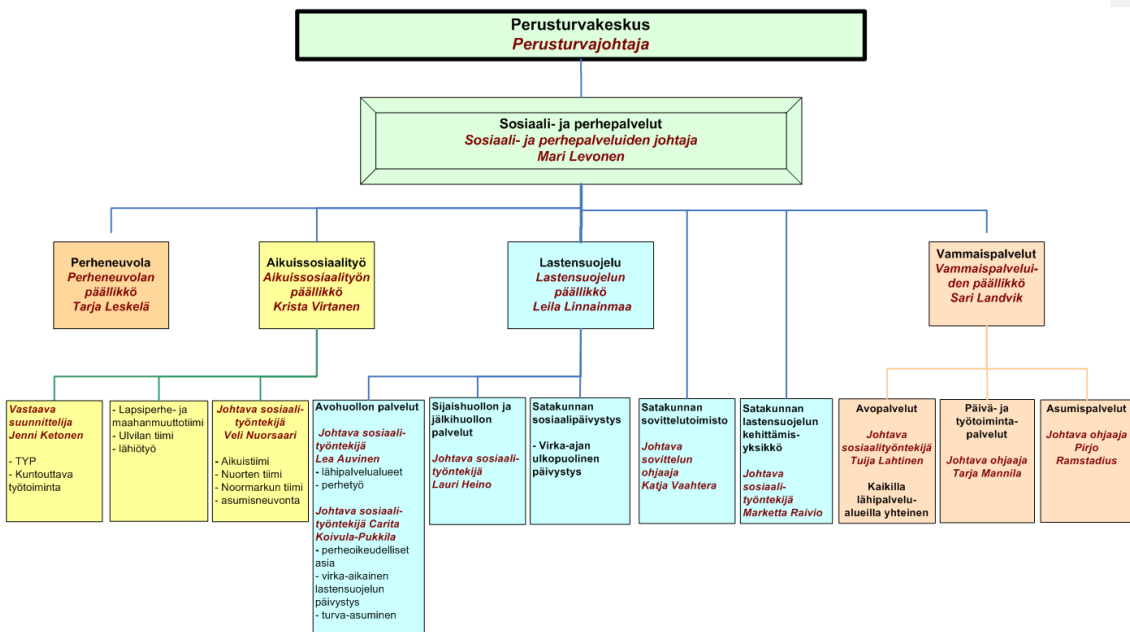 Perusturvakeskus
Perusturvajohtaja
Sosiaali- ja perhepalvelut
Sosiaali- ja perhepalveluiden johtaja
Mari Levonen
Perheneuvola
Perheneuvolan
päällikkö
Tarja Leskelä
Aikuissosiaalityö
Aikuissosiaalityön
päällikkö
Krista Virtanen
Lastensuojelu
Lastensuojelun
päällikkö
Leila Linnainmaa
Vammaispalvelut
Vammaispalvelui-
den päällikkö
Sari Landvik
Vastaava
suunnittelija
Jenni Ketonen
- TYP
- Kuntouttava
työtoiminta
- Lapsiperhe- ja
maahanmuuttotiimi
- Ulvilan tiimi
- lähiötyö
Johtava sosiaali-
työntekijä
Veli Nuorsaari
- Aikuistiimi
- Nuorten tiimi
- Noormarkun tiimi
- asumisneuvonta
Avohuollon palvelut
Johtava sosiaali-
työntekijä
Lea Auvinen
- lähipalvelualueet
- perhetyö
Johtava sosiaali-
työntekijä Carita
Koivula-Pukkila
- perheoikeudelliset
asia
- virka-aikainen
lastensuojelun
päivystys
- turva-asuminen
Sijaishuollon ja
jälkihuollon
palvelut
Johtava sosiaali-
työntekijä
Lauri Heino
Satakunnan
sosiaalipäivystys
- Virka-ajan
ulkopuolinen
päivystys
Satakunnan
sovittelutoimisto
Johtava
sovittelun
ohjaaja
Katja Vaahtera
Satakunnan
lastensuojelun
kehittämis-
yksikkö
Johtava
sosiaali-
työntekijä
Marketta Raivio
Avopalvelut
Johtava
sosiaalityöntekijä
Tuija Lahtinen
Kaikilla
lähipalvelu-
alueilla yhteinen
Päivä- ja
työtoiminta-
palvelut
Johtava ohjaaja
Tarja Mannila
Asumispalvelut
Johtava ohjaaja
Pirjo
Ramstadius